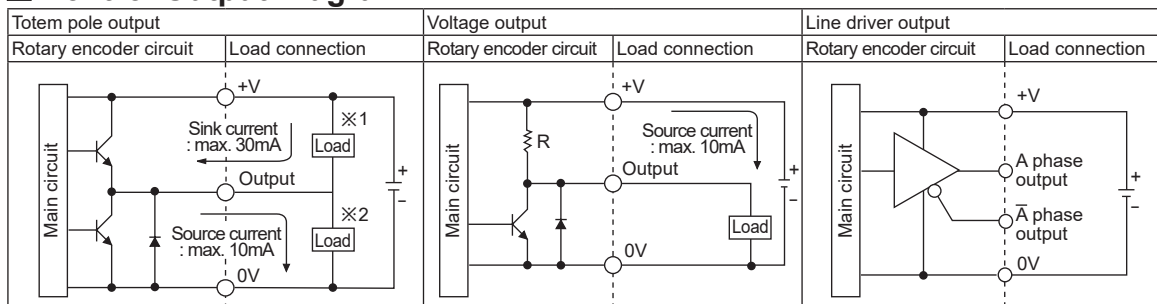 Totem pole output
Rotary encoder circuit
Load connection
+V
Sink current
: max. 30mA
※1
Load
Main circuit
Output
※2
Source current
: max. 10mA
Load
0V
+
−
Voltage output
Rotary encoder circuit
Load connection
+V
Source current
: max. 10mA
R
Output
Main circuit
Load
0V
+
−
Line driver output
Rotary encoder circuit
Load connection
+V
Main circuit
A phase
output
A̅ phase
output
0V
+
−